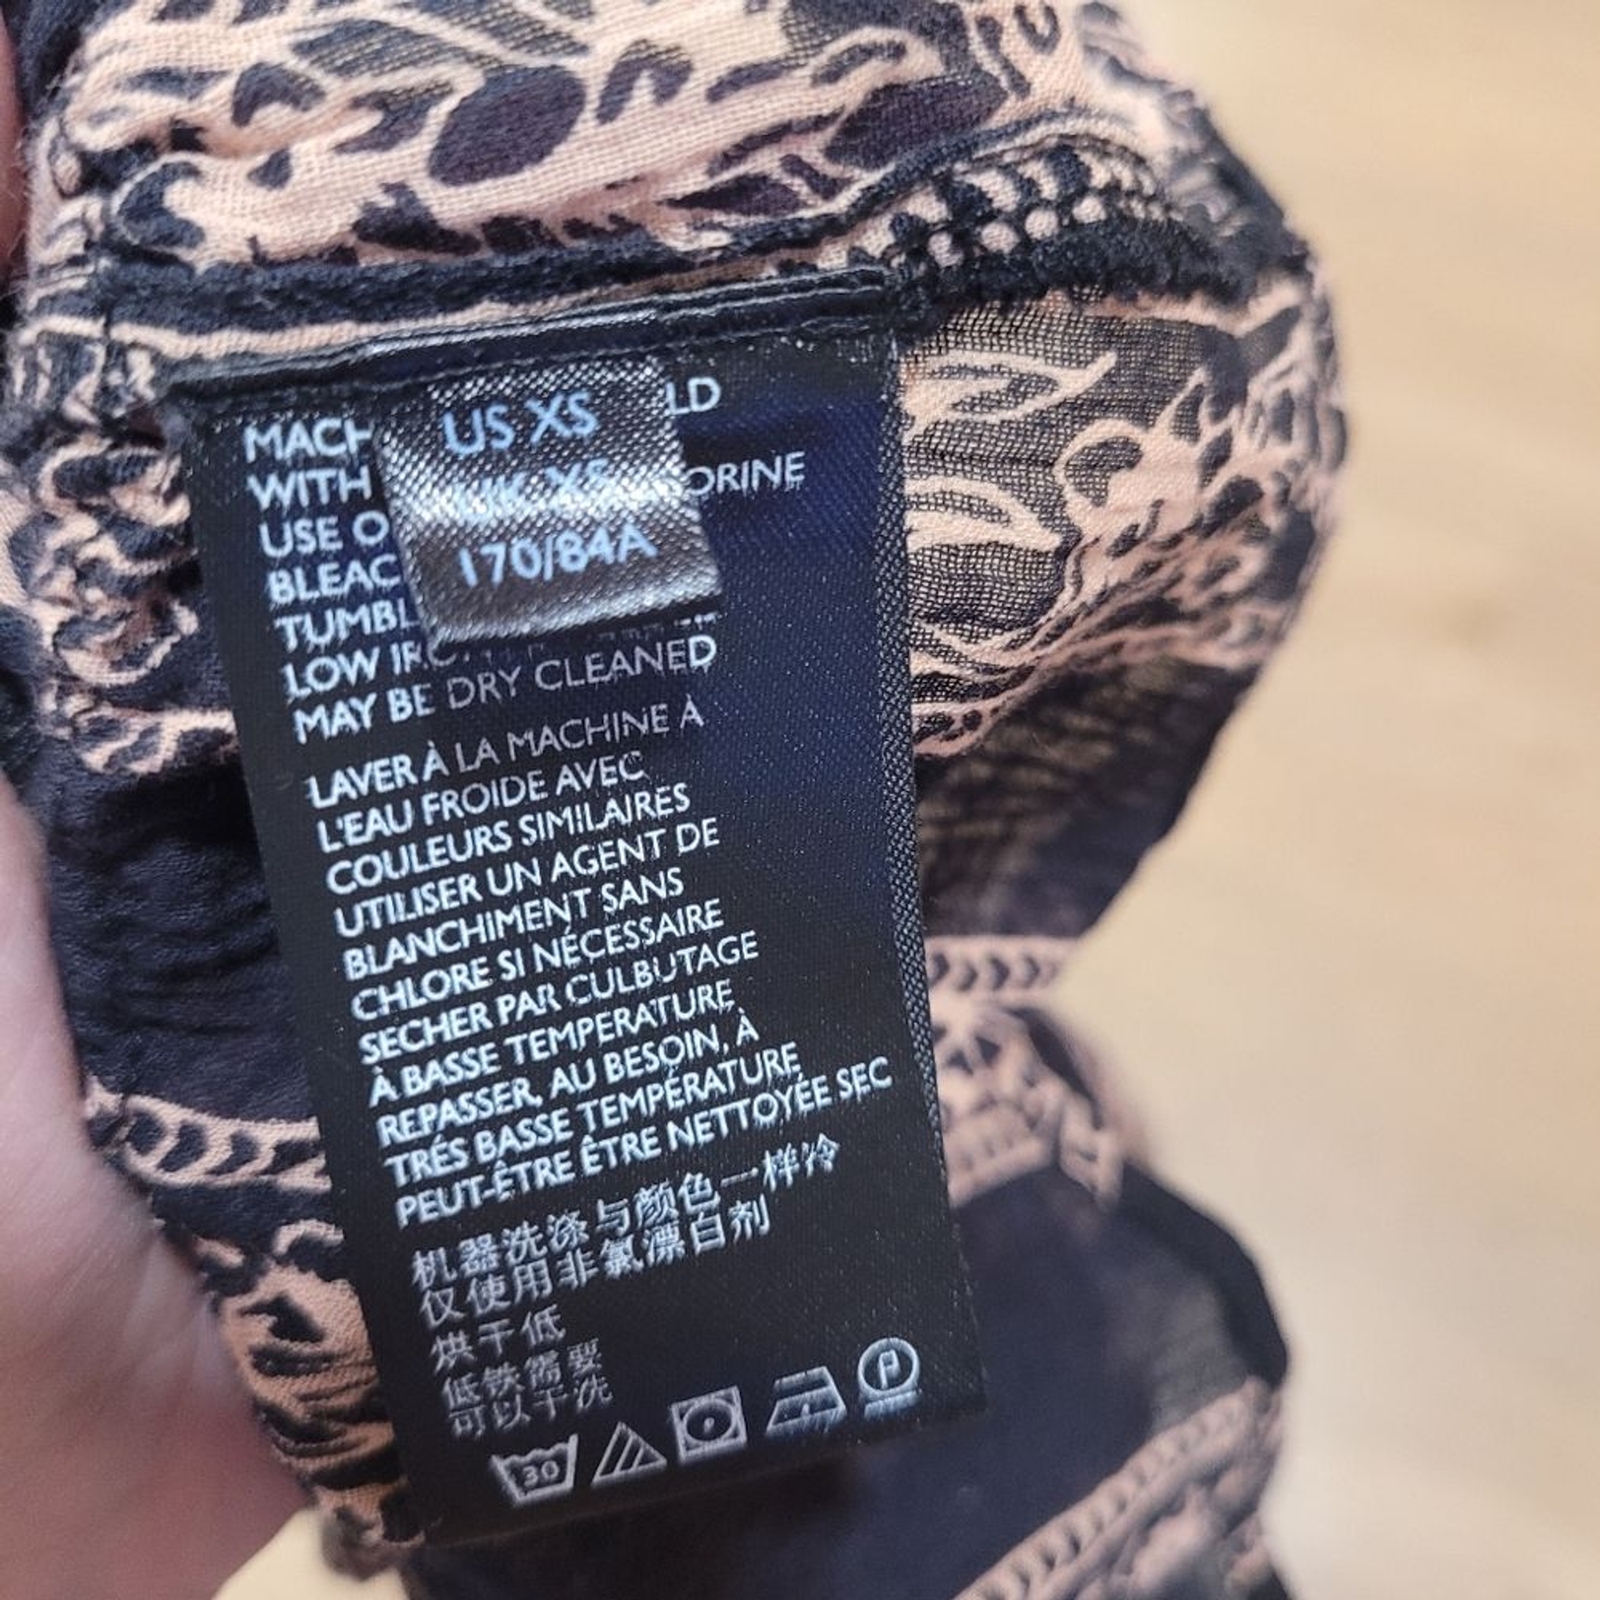 US XS
UK XS
170/84A
MACH LD
WITH
USE O ORINE
BLEAC
TUMBL
LOW IRON
MAY BE DRY CLEANED
LAVER À LA MACHINE À
L'EAU FROIDE AVEC
COULEURS SIMILAIRES
UTILISER UN AGENT DE
BLANCHIMENT SANS
CHLORE SI NÉCESSAIRE
SECHER PAR CULBUTAGE
À BASSE TEMPERATURE
REPASSER, AU BESOIN, À
TRÉS BASSE TEMPÉRATURE
PEUT-ÊTRE ÊTRE NETTOYÉE SEC
机器洗涤与颜色一样冷
仅使用非氯漂白剂
烘干低
低铁需要
可以干洗
30
P